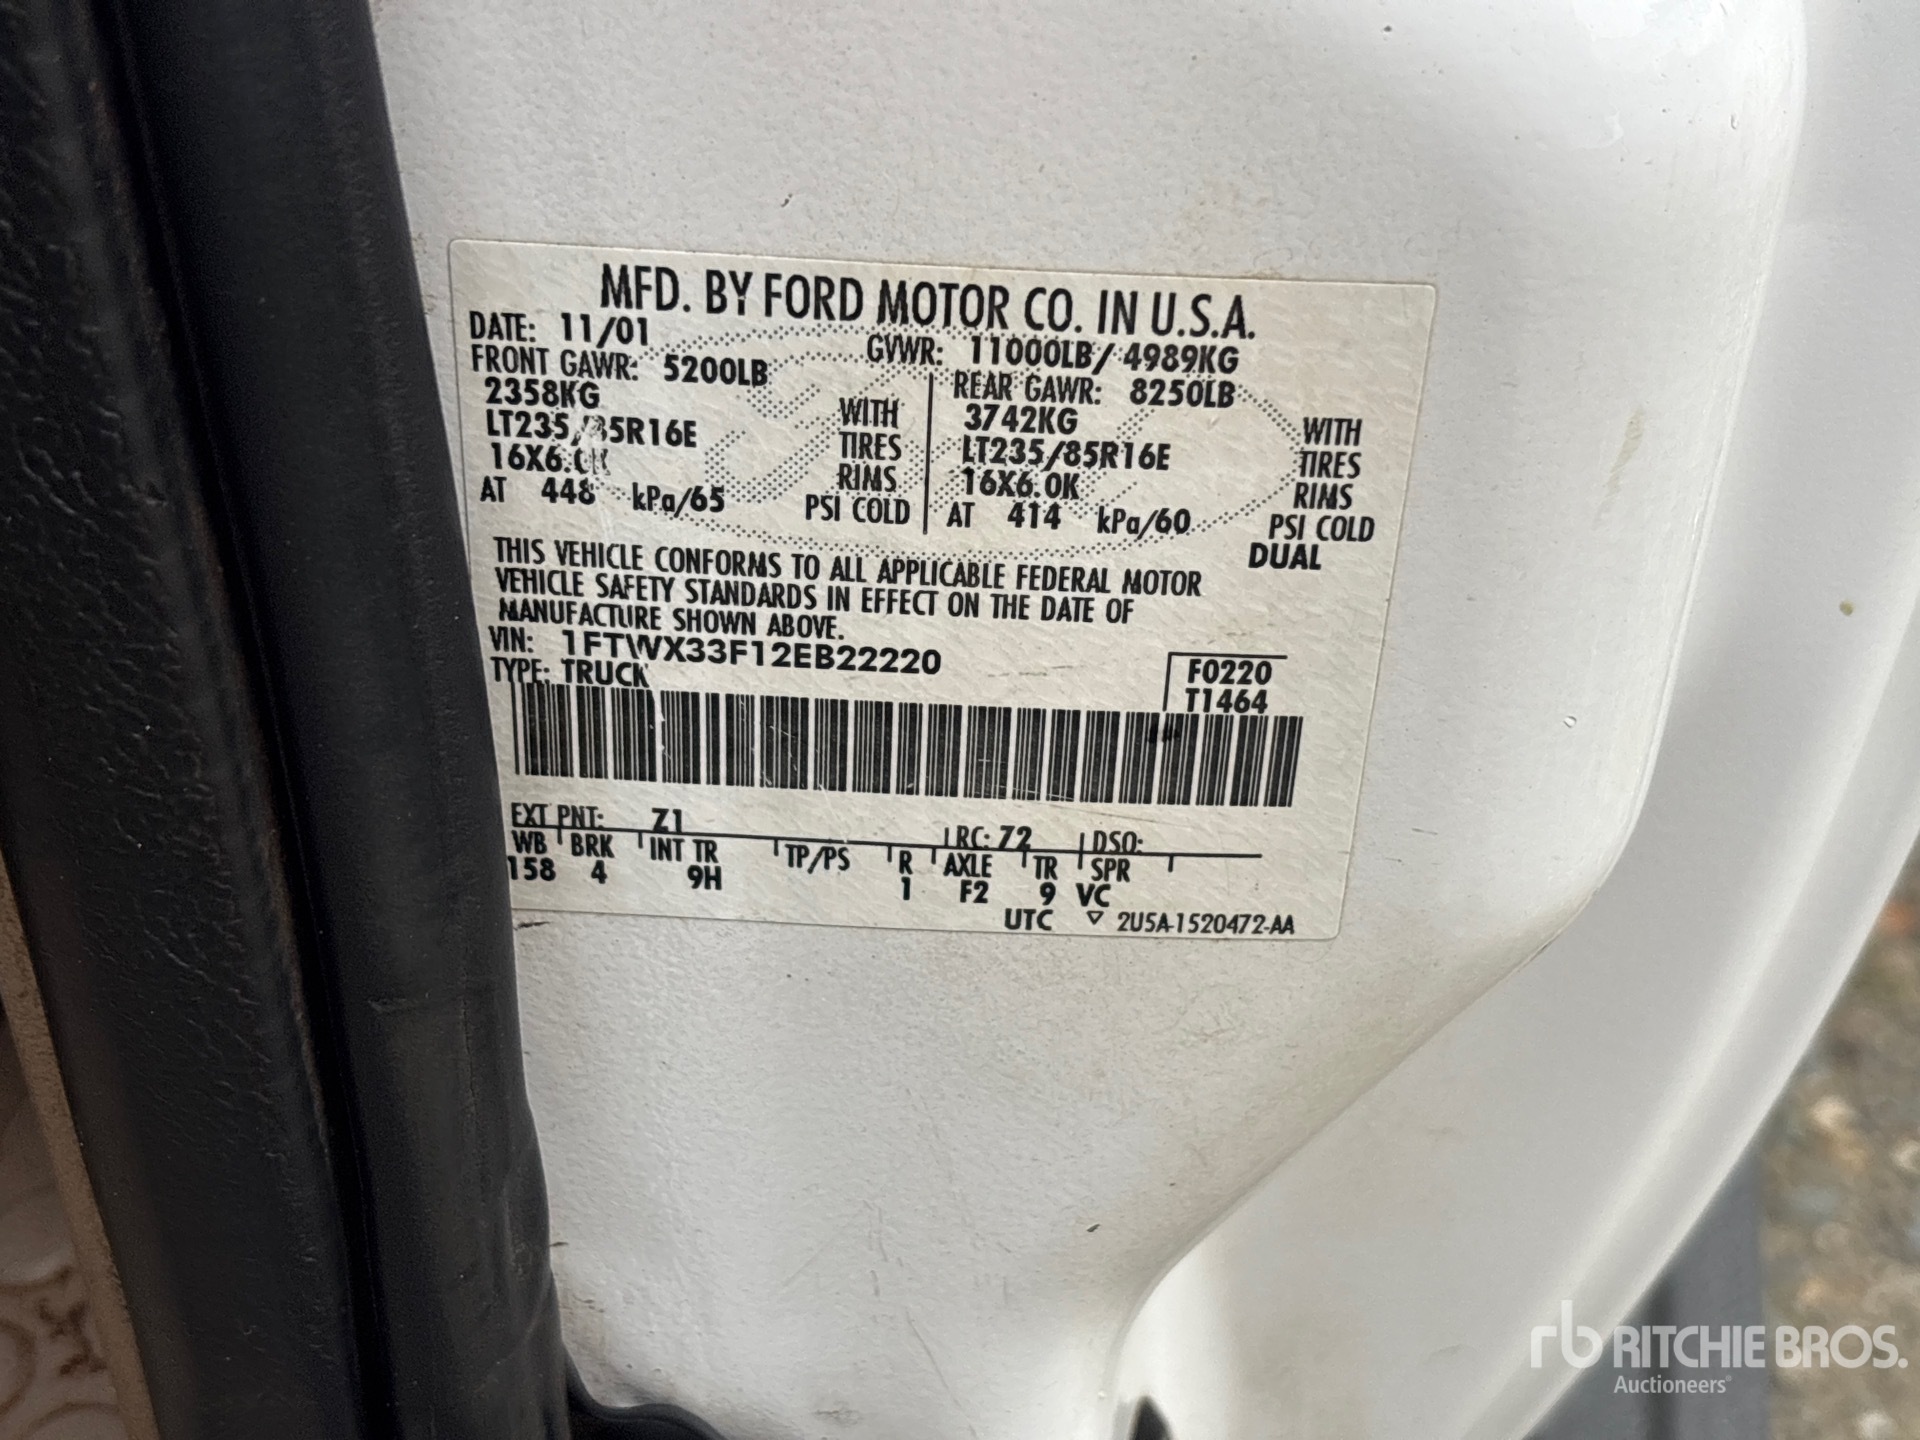 MFD. BY FORD MOTOR CO. IN U.S.A.
DATE: 11/01 GVWR: 11000LB/ 4989KG
FRONT GAWR: 5200LB REAR GAWR: 8250LB
2358KG WITH 3742KG WITH
LT235/85R16E TIRES LT235/85R16E TIRES
16X6.0K RIMS 16X6.0K RIMS
AT 448 kPa/65 PSI COLD AT 414 kPa/60 PSI COLD
DUAL
THIS VEHICLE CONFORMS TO ALL APPLICABLE FEDERAL MOTOR
VEHICLE SAFETY STANDARDS IN EFFECT ON THE DATE OF
MANUFACTURE SHOWN ABOVE.
VIN: 1FTWX33F12EB22220 F0220
TYPE: TRUCK T1464
EXT PNT: Z1 RC: 72 DSO:
WB BRK INT TR TP/PS R AXLE TR SPR
158 4 9H 1 F2 9 VC
UTC ▽ 2U5A-1520472-AA
rb RITCHIE BROS.
Auctioneers